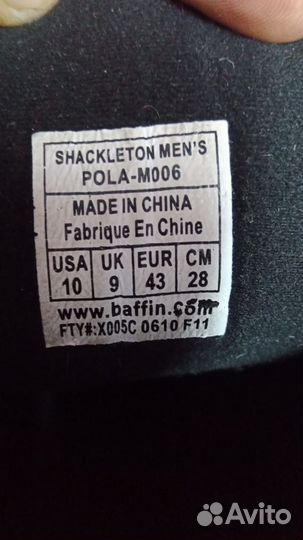 SHACKLETON MEN'S
POLA-M006
MADE IN CHINA
Fabrique En Chine
USA UK EUR CM
10 9 43 28
www.baffin.com
FTY#:X005C 0610 F11
Avito